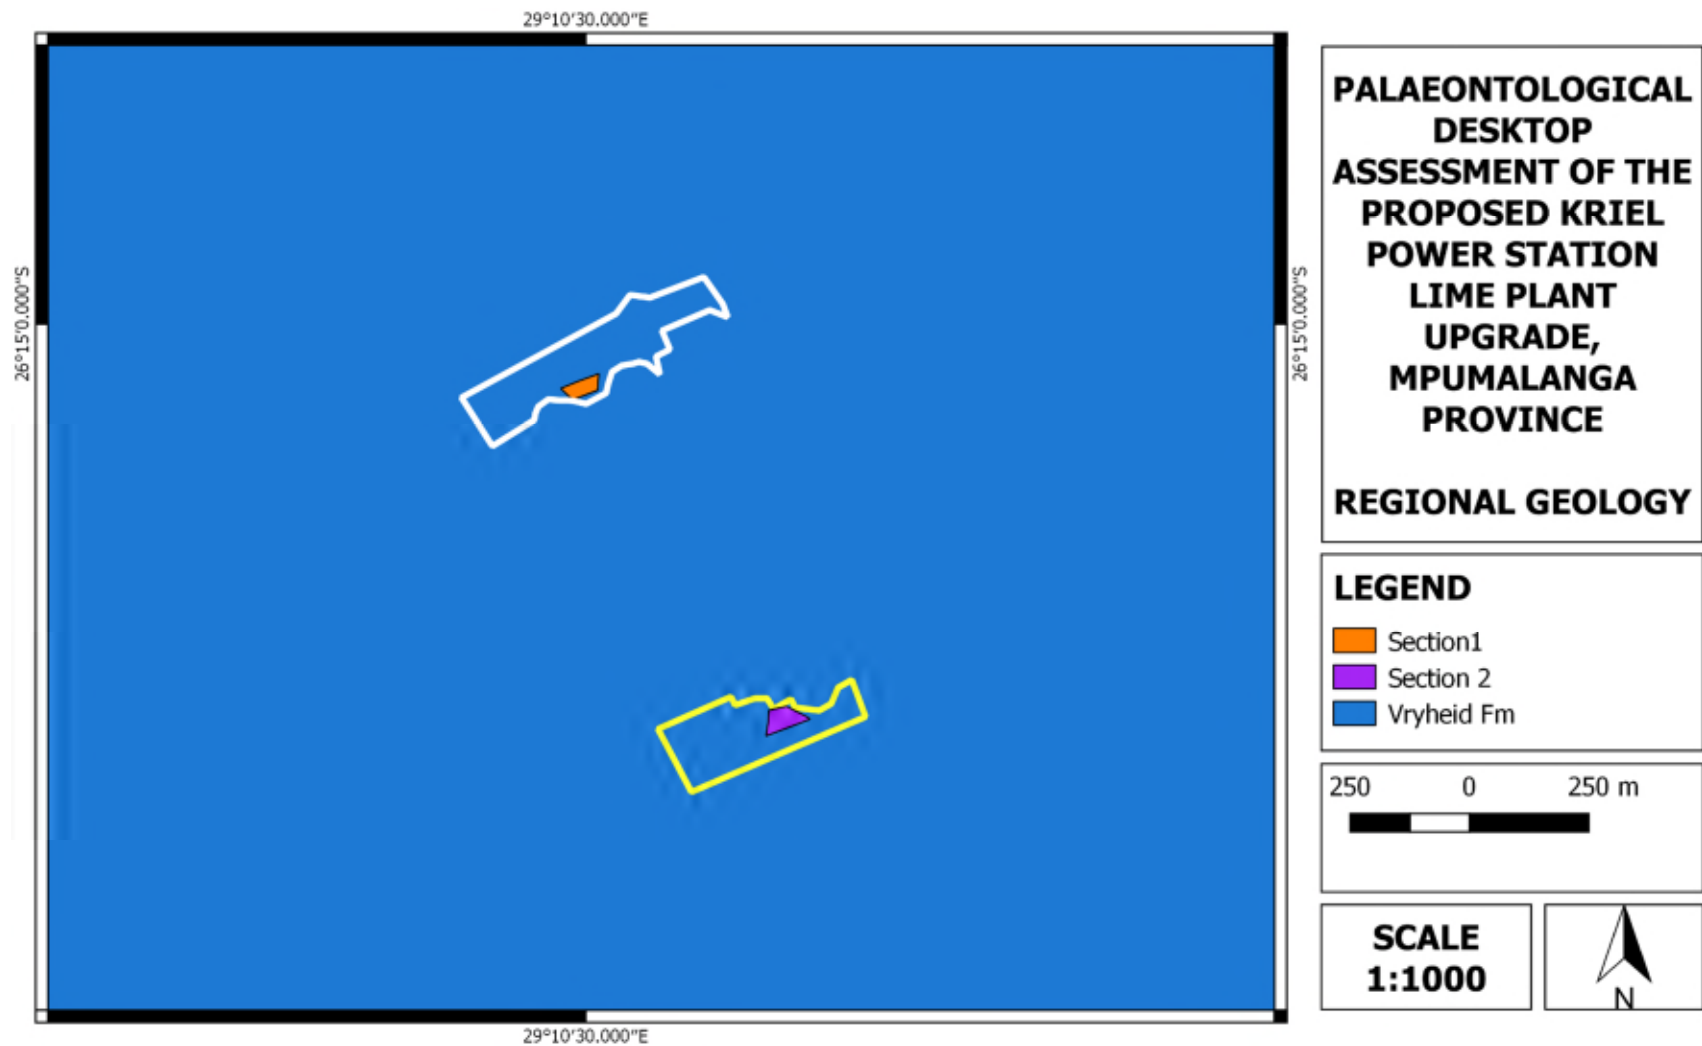 29°10'30.000"E
26°15'0.000"S
26°15'0.000"S
29°10'30.000"E
PALAEONTOLOGICAL
DESKTOP
ASSESSMENT OF THE
PROPOSED KRIEL
POWER STATION
LIME PLANT
UPGRADE,
MPUMALANGA
PROVINCE
REGIONAL GEOLOGY
LEGEND
Section1
Section 2
Vryheid Fm
250 0 250 m
SCALE
1:1000
N